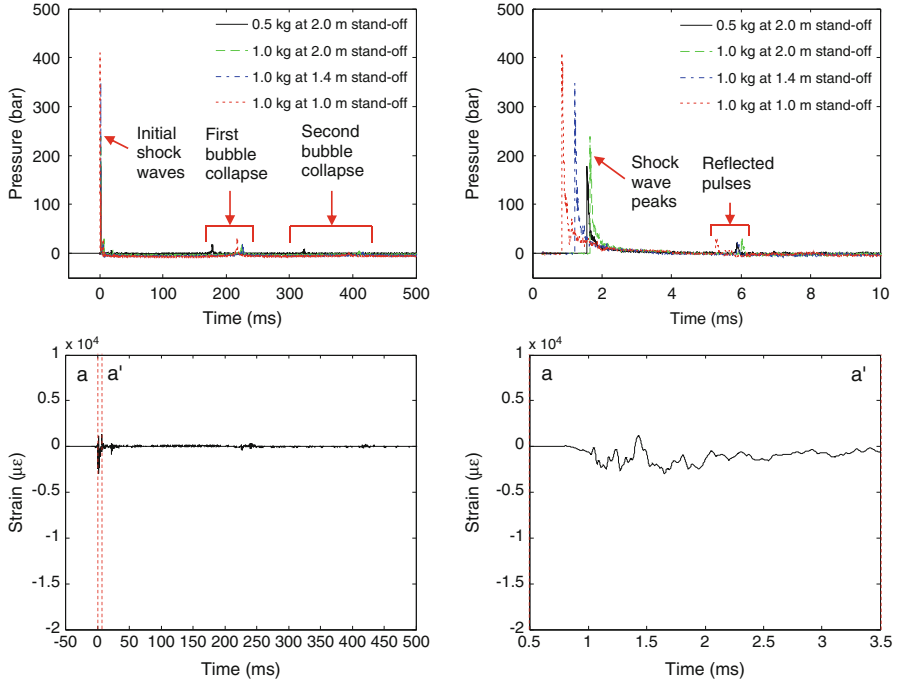 500
400
300
200
100
0
Pressure (bar)
0.5 kg at 2.0 m stand-off
1.0 kg at 2.0 m stand-off
1.0 kg at 1.4 m stand-off
1.0 kg at 1.0 m stand-off
Initial
shock
waves
First
bubble
collapse
Second
bubble
collapse
0 100 200 300 400 500
Time (ms)
500
400
300
200
100
0
Pressure (bar)
0.5 kg at 2.0 m stand-off
1.0 kg at 2.0 m stand-off
1.0 kg at 1.4 m stand-off
1.0 kg at 1.0 m stand-off
Shock
wave
peaks
Reflected
pulses
0 2 4 6 8 10
Time (ms)
x 10⁴
1
0.5
0
-0.5
-1
-1.5
-2
Strain (με)
a a'
-50 0 50 100 150 200 250 300 350 400 450 500
Time (ms)
x 10⁴
1
0.5
0
-0.5
-1
-1.5
-2
Strain (με)
a a'
0.5 1 1.5 2 2.5 3 3.5
Time (ms)